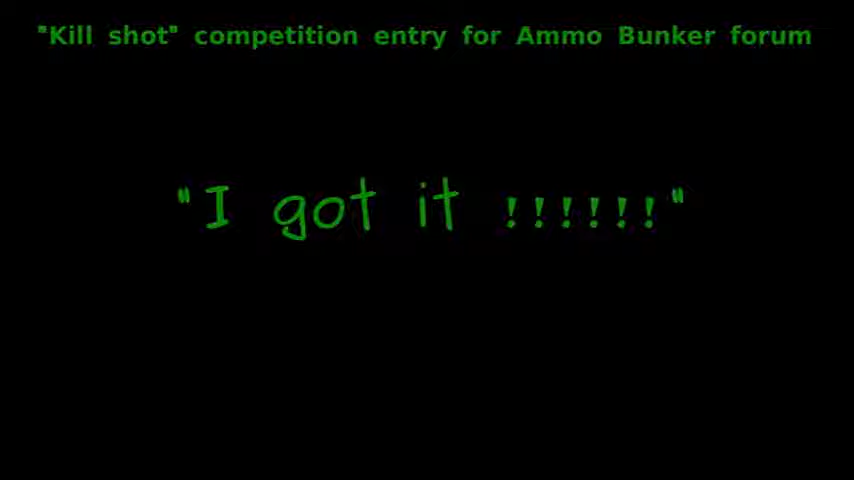 "Kill shot" competition entry for Ammo Bunker forum
"I got it !!!!!!"